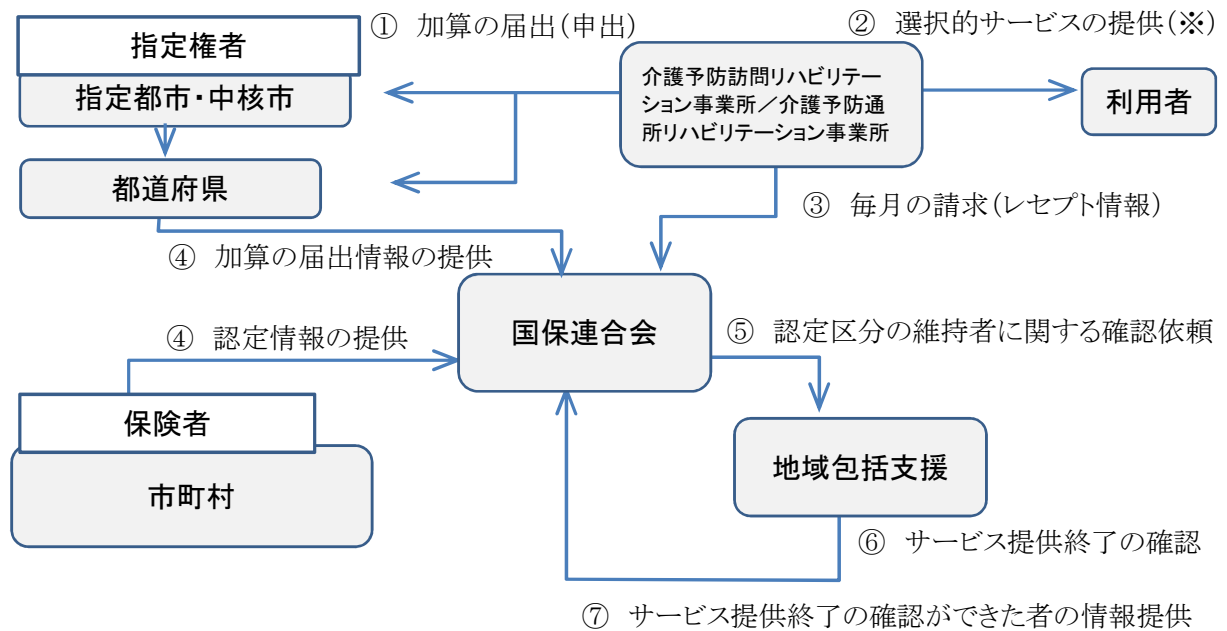 ① 加算の届出(申出)
② 選択的サービスの提供(※)
指定権者
指定都市・中核市
介護予防訪問リハビリテー
ション事業所/介護予防通
所リハビリテーション事業所
利用者
都道府県
③ 毎月の請求(レセプト情報)
④ 加算の届出情報の提供
国保連合会
④ 認定情報の提供
⑤ 認定区分の維持者に関する確認依頼
保険者
市町村
地域包括支援
⑥ サービス提供終了の確認
⑦ サービス提供終了の確認ができた者の情報提供